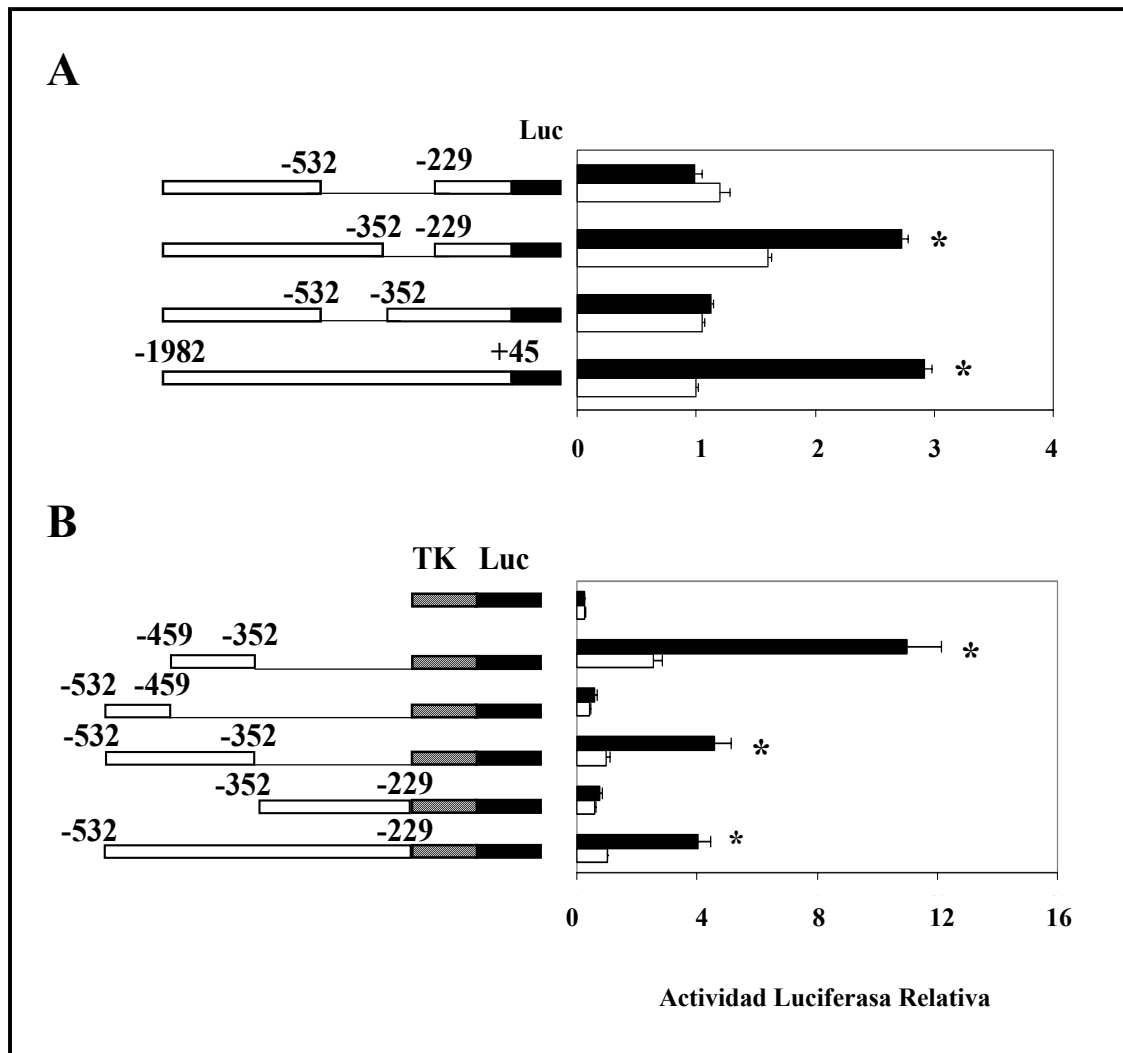 A
Luc
-532 -229
-352 -229
*
-532 -352
-1982 +45
*
0 1 2 3 4
B
TK Luc
-459 -352
*
-532 -459
-532 -352
*
-352 -229
-532 -229
*
0 4 8 12 16
Actividad Luciferasa Relativa